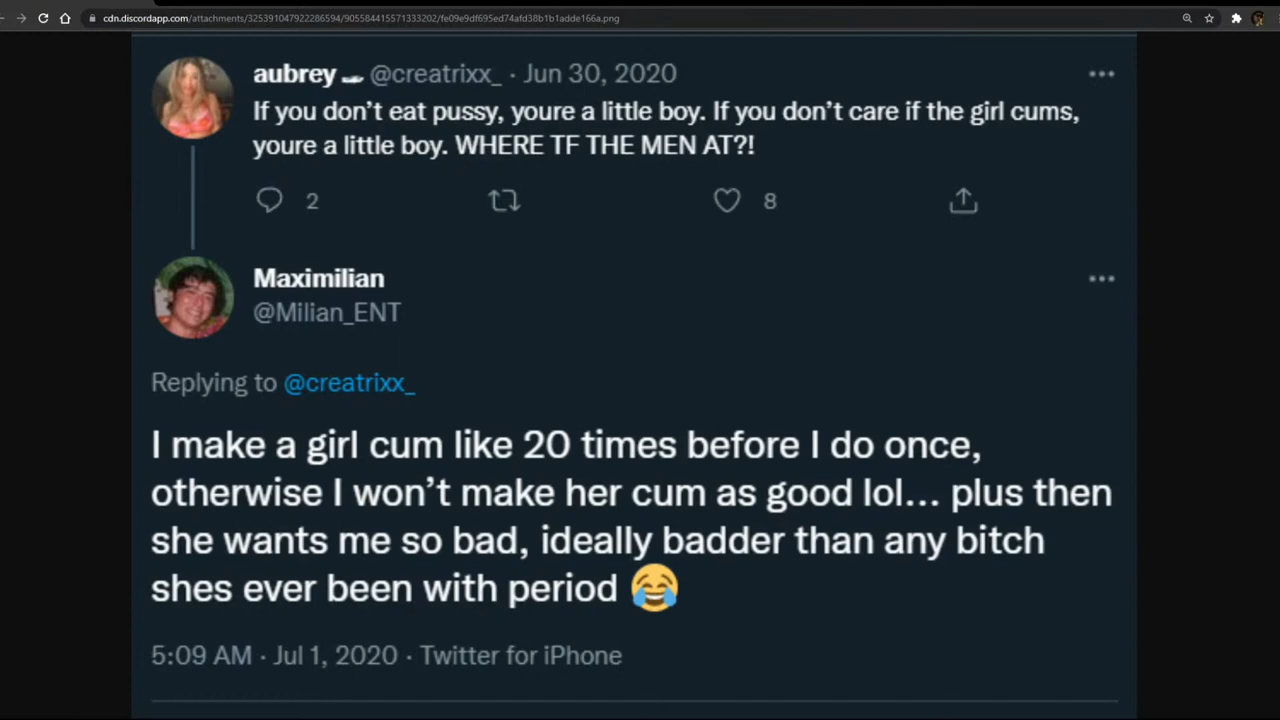 cdn.discordapp.com/attachments/325391047922286594/905584415571333202/fe09e9df695ed74afd38b1b1adde166a.png
aubrey @creatrixx_ · Jun 30, 2020
If you don’t eat pussy, youre a little boy. If you don’t care if the girl cums,
youre a little boy. WHERE TF THE MEN AT?!
2 8
Maximilian
@Milian_ENT
Replying to @creatrixx_
I make a girl cum like 20 times before I do once,
otherwise I won’t make her cum as good lol... plus then
she wants me so bad, ideally badder than any bitch
shes ever been with period 😂
5:09 AM · Jul 1, 2020 · Twitter for iPhone